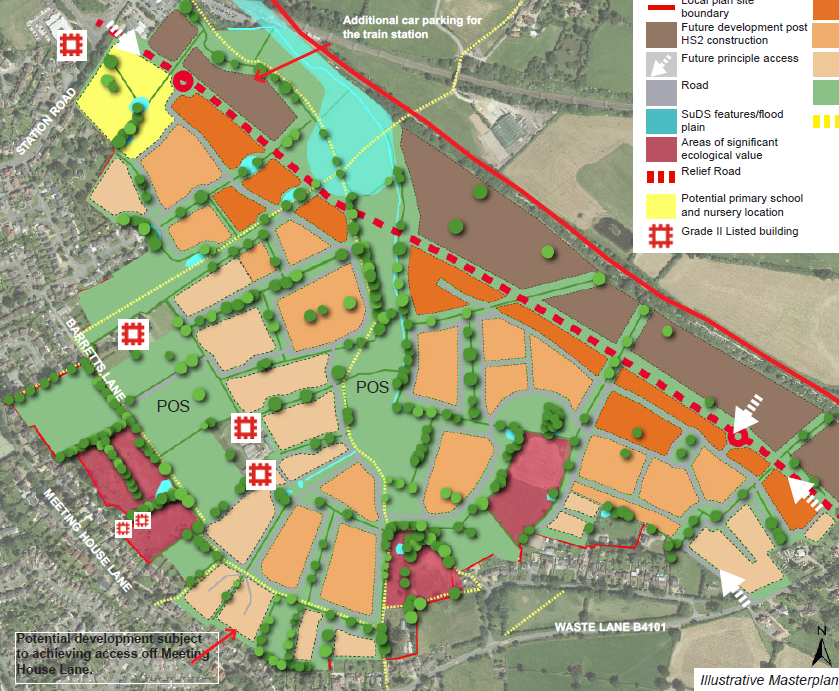 Additional car parking for
the train station
Local plan site
boundary
Future development post
HS2 construction
Future principle access
Road
SuDS features/flood
plain
Areas of significant
ecological value
Relief Road
Potential primary school
and nursery location
Grade II Listed building
STATION ROAD
BARRETTS LANE
POS
POS
MEETING HOUSE LANE
WASTE LANE B4101
Potential development subject
to achieving access off Meeting
House Lane.
N
Illustrative Masterplan